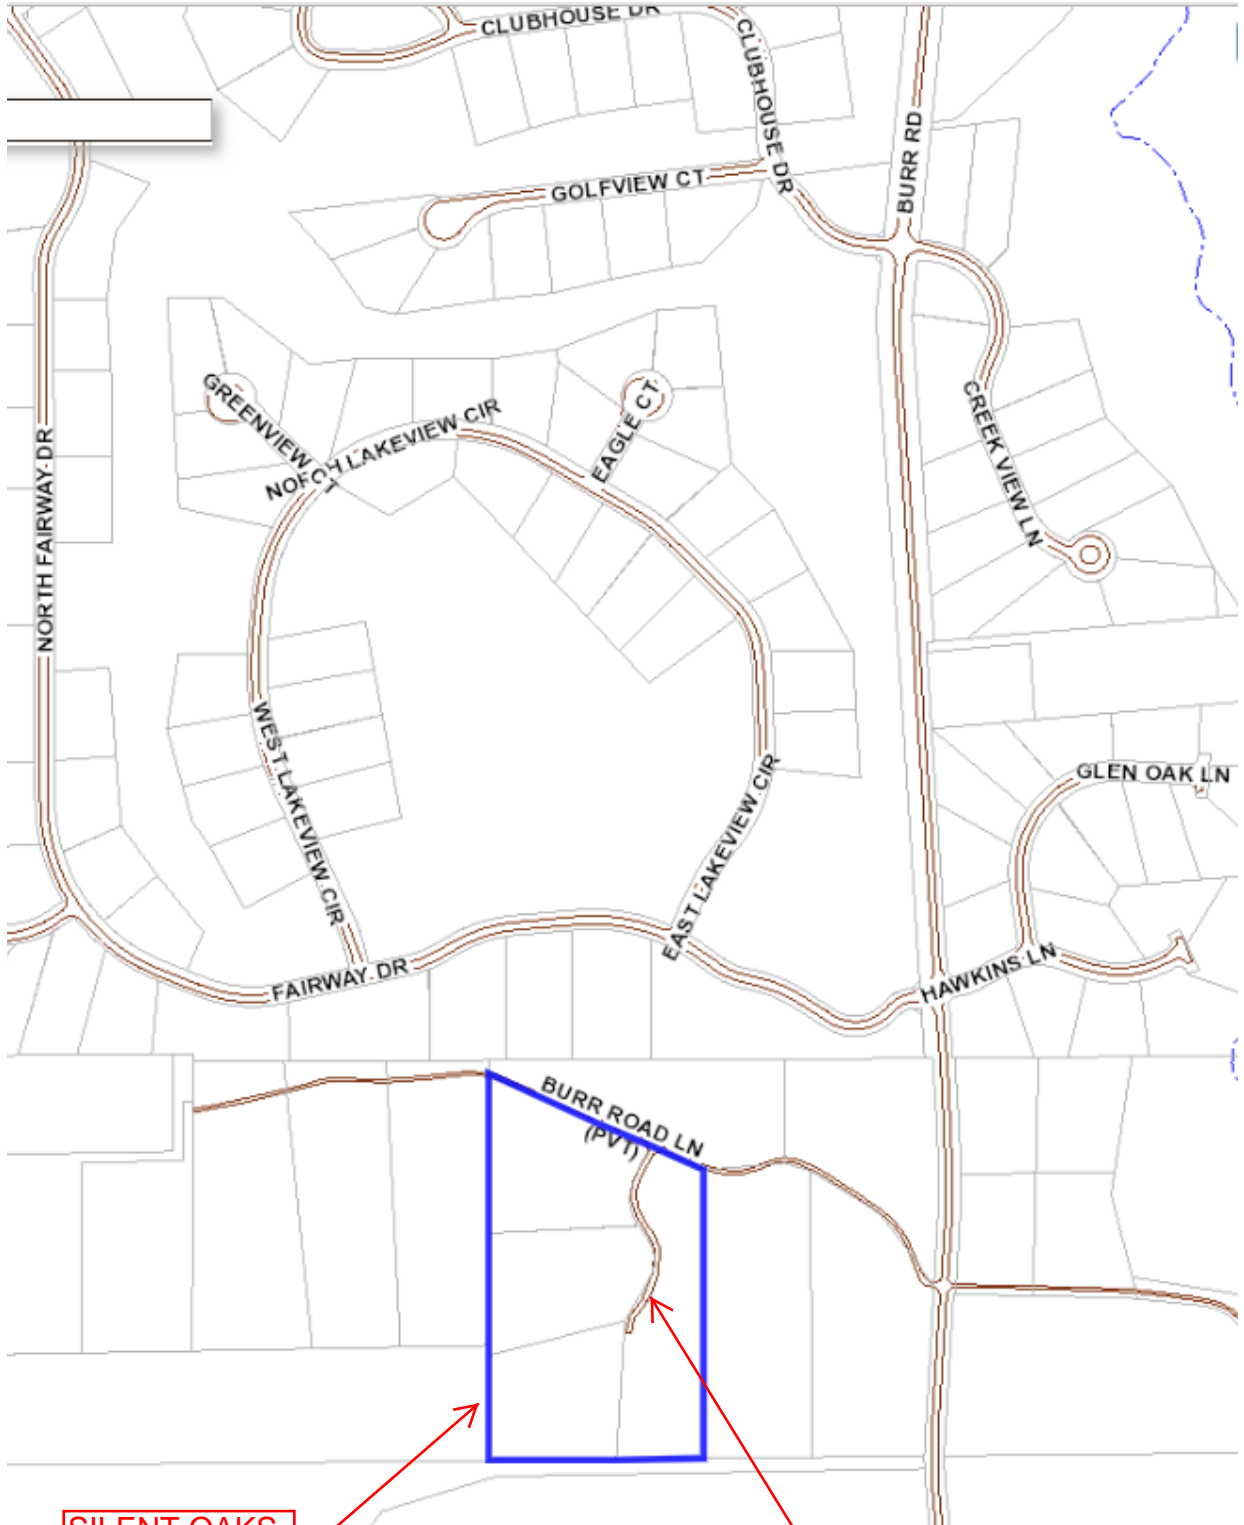 CLUBHOUSE DR
CLUBHOUSE DR
BURR RD
GOLFVIEW CT
GREENVIEW CT
NORTH LAKEVIEW CIR
EAGLE CT
CREEK VIEW LN
NORTH FAIRWAY DR
WEST LAKEVIEW CIR
EAST LAKEVIEW CIR
GLEN OAK LN
FAIRWAY DR
HAWKINS LN
BURR ROAD LN
(PVT)
SILENT OAKS